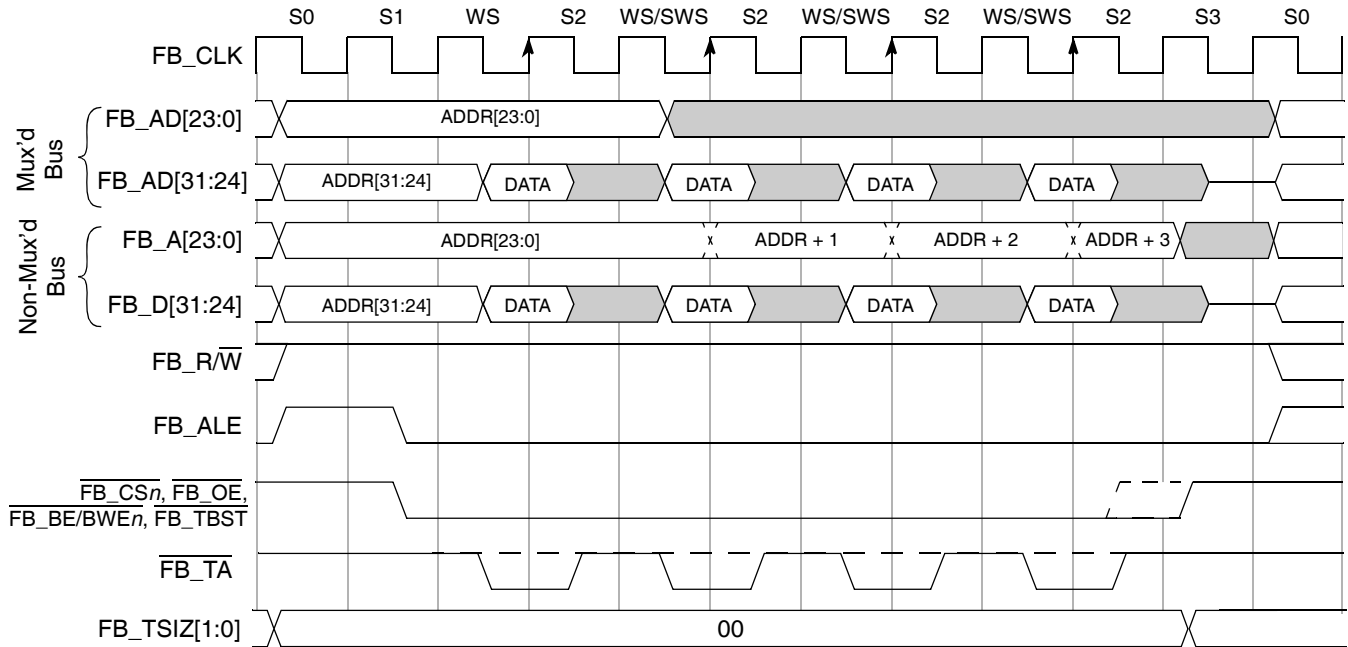 S0 S1 WS S2 WS/SWS S2 WS/SWS S2 WS/SWS S2 S3 S0
FB_CLK
Mux'd Bus
FB_AD[23:0] ADDR[23:0]
FB_AD[31:24] ADDR[31:24] DATA DATA DATA DATA
Non-Mux'd Bus
FB_A[23:0] ADDR[23:0] ADDR + 1 ADDR + 2 ADDR + 3
FB_D[31:24] ADDR[31:24] DATA DATA DATA DATA
FB_R/W
FB_ALE
FB_CSn, FB_OE,
FB_BE/BWEn, FB_TBST
FB_TA
FB_TSIZ[1:0] 00